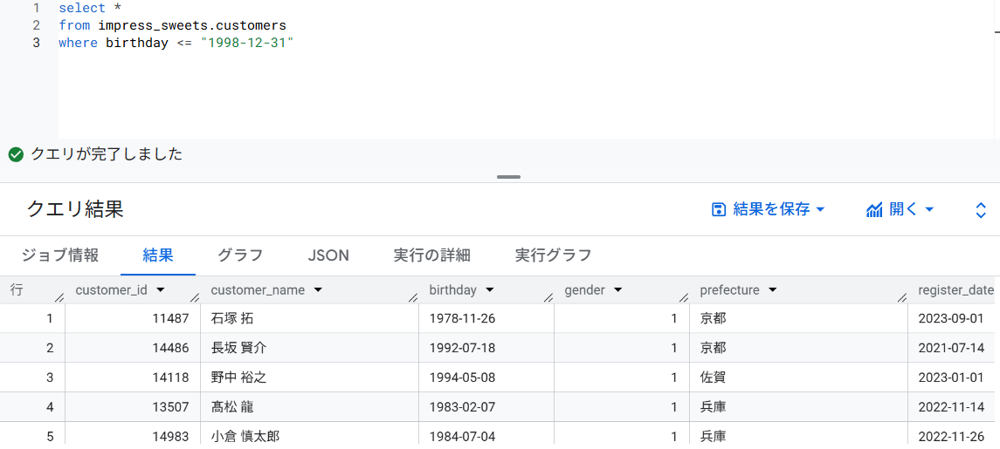 1 select *
2 from impress_sweets.customers
3 where birthday <= "1998-12-31"
クエリが完了しました
クエリ結果 結果を保存 開く
ジョブ情報 結果 グラフ JSON 実行の詳細 実行グラフ
行 customer_id customer_name birthday gender prefecture register_date
1 11487 石塚 拓 1978-11-26 1 京都 2023-09-01
2 14486 長坂 賢介 1992-07-18 1 京都 2021-07-14
3 14118 野中 裕之 1994-05-08 1 佐賀 2023-01-01
4 13507 髙松 龍 1983-02-07 1 兵庫 2022-11-14
5 14983 小倉 慎太郎 1984-07-04 1 兵庫 2022-11-26